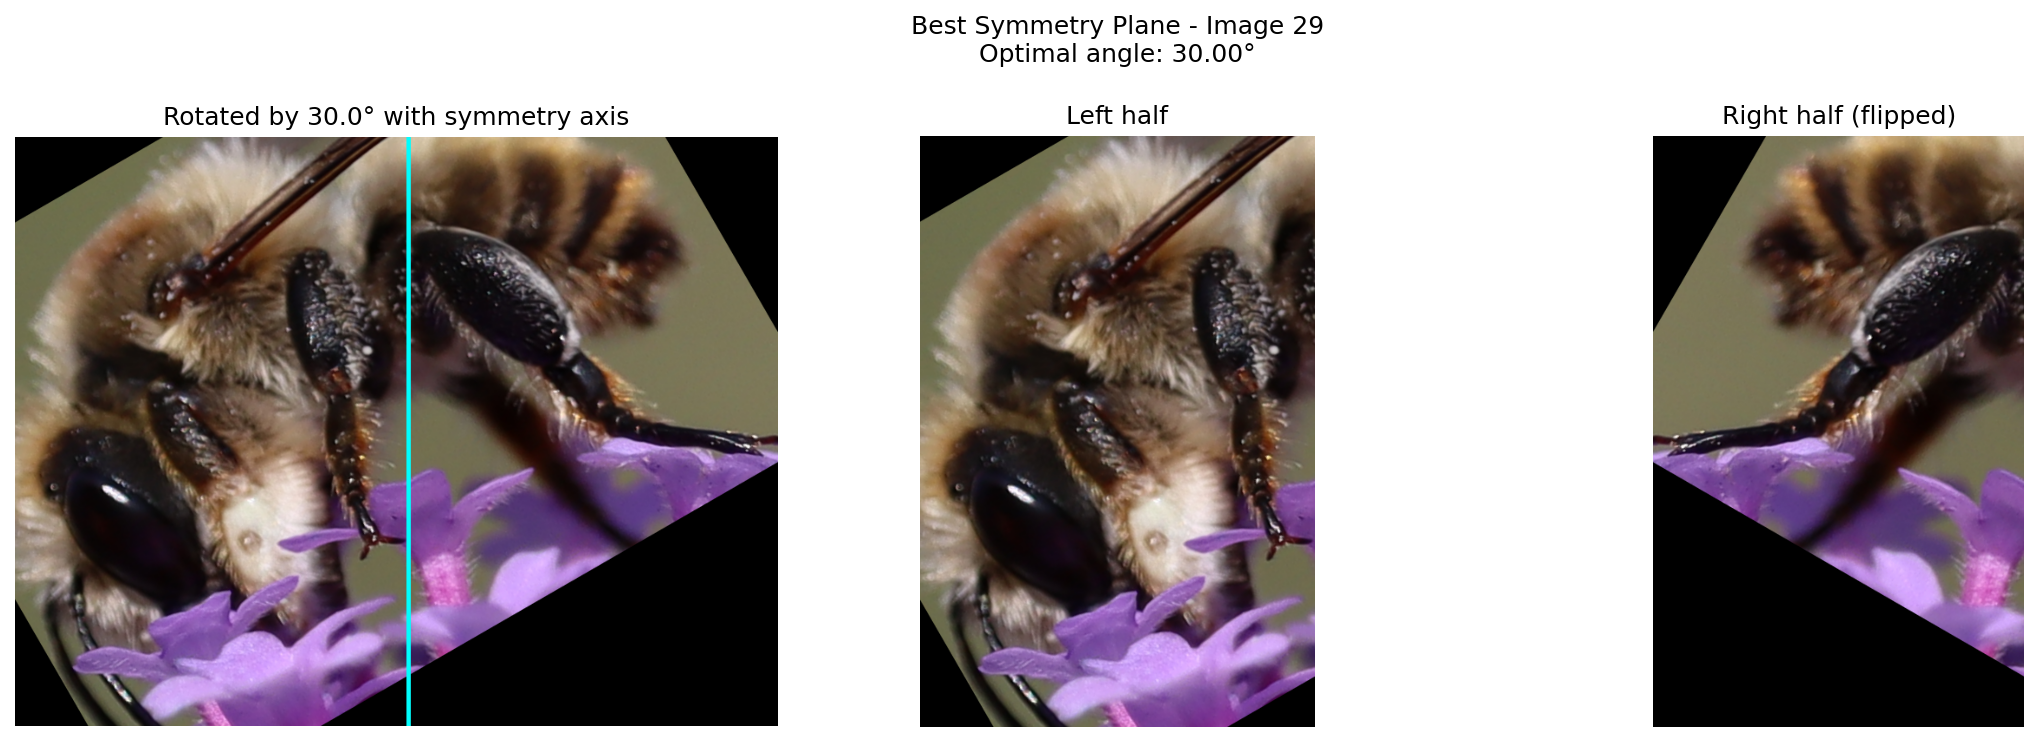 Best Symmetry Plane - Image 29
Optimal angle: 30.00°
Rotated by 30.0° with symmetry axis
Left half
Right half (flipped)